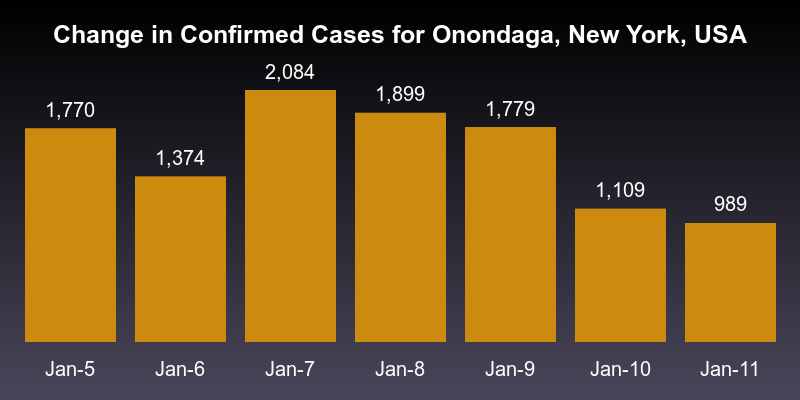 Change in Confirmed Cases for Onondaga, New York, USA
1,770
1,374
2,084
1,899
1,779
1,109
989
Jan-5
Jan-6
Jan-7
Jan-8
Jan-9
Jan-10
Jan-11